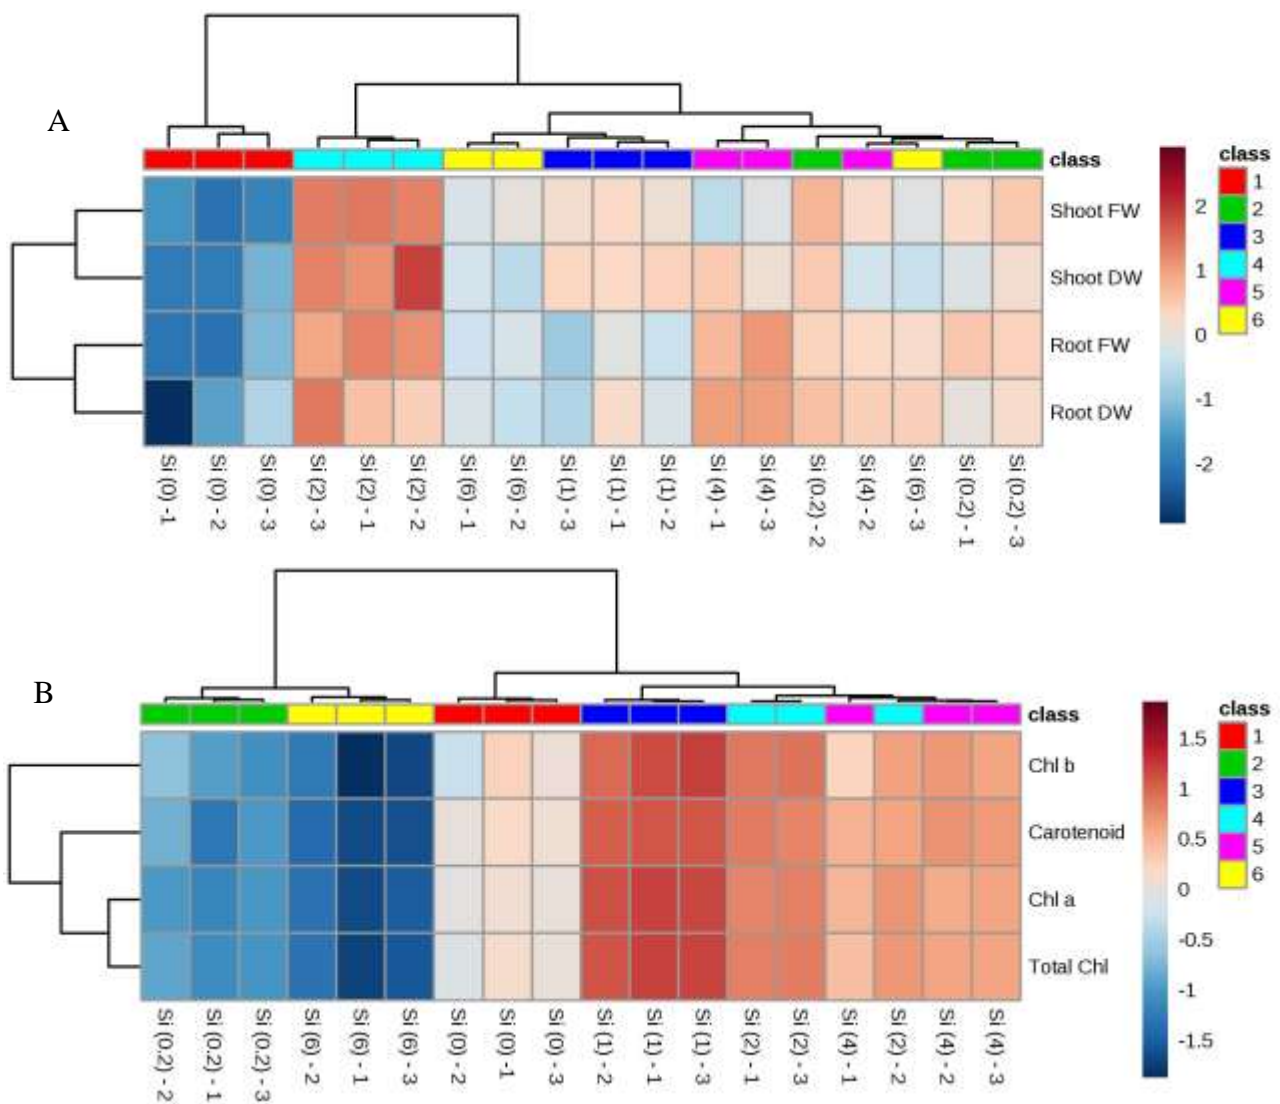 A
class
Shoot FW
Shoot DW
Root FW
Root DW
Si (0) - 1
Si (0) - 2
Si (0) - 3
Si (2) - 3
Si (2) - 1
Si (2) - 2
Si (6) - 1
Si (6) - 2
Si (1) - 3
Si (1) - 1
Si (1) - 2
Si (4) - 1
Si (4) - 3
Si (0.2) - 2
Si (4) - 2
Si (6) - 3
Si (0.2) - 1
Si (0.2) - 3
2
1
0
-1
-2
class
1
2
3
4
5
6
B
class
Chl b
Carotenoid
Chl a
Total Chl
Si (0.2) - 2
Si (0.2) - 1
Si (0.2) - 3
Si (6) - 2
Si (6) - 1
Si (6) - 3
Si (0) - 2
Si (0) - 1
Si (0) - 3
Si (1) - 2
Si (1) - 1
Si (1) - 3
Si (2) - 1
Si (2) - 3
Si (4) - 1
Si (2) - 2
Si (4) - 2
Si (4) - 3
1.5
1
0.5
0
-0.5
-1
-1.5
class
1
2
3
4
5
6